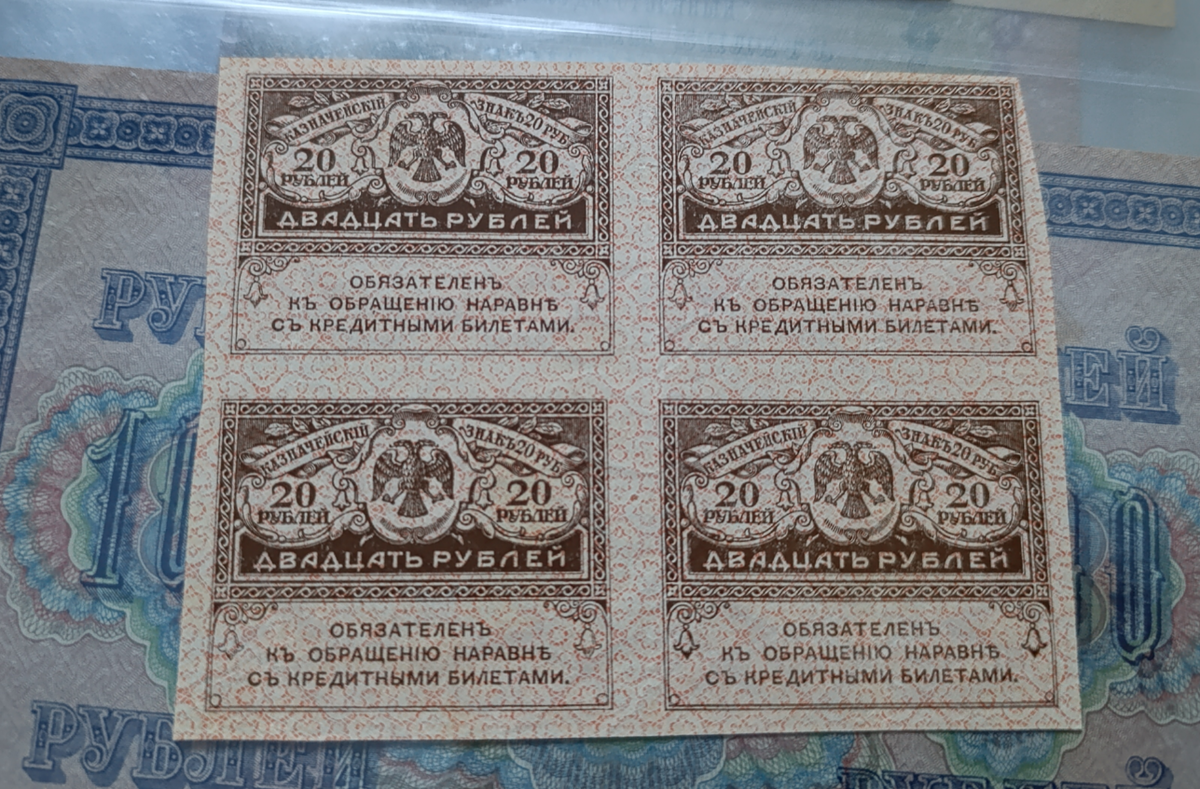 КАЗНАЧЕЙСКІЙ ЗНАКЪ 20 РУБ.
20 20
РУБЛЕЙ РУБЛЕЙ
ДВАДЦАТЬ РУБЛЕЙ
ОБЯЗАТЕЛЕНЪ
КЪ ОБРАЩЕНІЮ НАРАВНѢ
СЪ КРЕДИТНЫМИ БИЛЕТАМИ.
КАЗНАЧЕЙСКІЙ ЗНАКЪ 20 РУБ.
20 20
РУБЛЕЙ РУБЛЕЙ
ДВАДЦАТЬ РУБЛЕЙ
ОБЯЗАТЕЛЕНЪ
КЪ ОБРАЩЕНІЮ НАРАВНѢ
СЪ КРЕДИТНЫМИ БИЛЕТАМИ.
КАЗНАЧЕЙСКІЙ ЗНАКЪ 20 РУБ.
20 20
РУБЛЕЙ РУБЛЕЙ
ДВАДЦАТЬ РУБЛЕЙ
ОБЯЗАТЕЛЕНЪ
КЪ ОБРАЩЕНІЮ НАРАВНѢ
СЪ КРЕДИТНЫМИ БИЛЕТАМИ.
КАЗНАЧЕЙСКІЙ ЗНАКЪ 20 РУБ.
20 20
РУБЛЕЙ РУБЛЕЙ
ДВАДЦАТЬ РУБЛЕЙ
ОБЯЗАТЕЛЕНЪ
КЪ ОБРАЩЕНІЮ НАРАВНѢ
СЪ КРЕДИТНЫМИ БИЛЕТАМИ.
РУБЛЕЙ